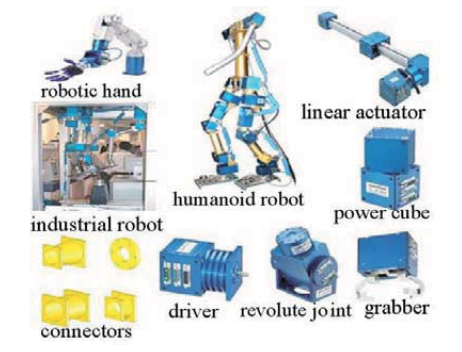 robotic hand
linear actuator
humanoid robot
industrial robot
power cube
connectors
driver
revolute joint
grabber